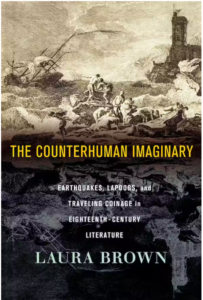 THE COUNTERHUMAN IMAGINARY
EARTHQUAKES, LAPDOGS, and
TRAVELING COINAGE in
EIGHTEENTH-CENTURY
LITERATURE
LAURA BROWN